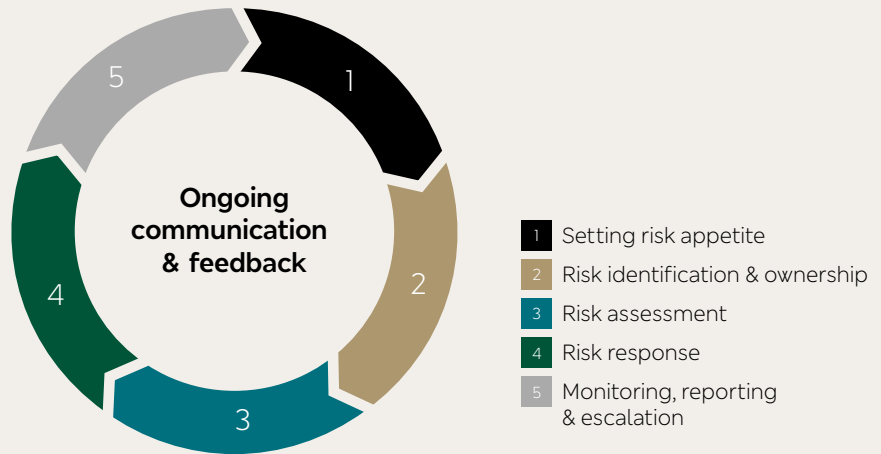 5
1
Ongoing
communication
& feedback
4
2
3
1 Setting risk appetite
2 Risk identification & ownership
3 Risk assessment
4 Risk response
5 Monitoring, reporting
& escalation